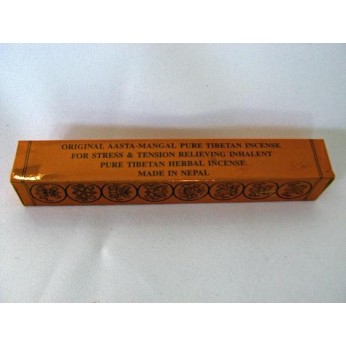 ORIGINAL AASTA-MANGAL PURE TIBETAN INCENSE
FOR STRESS & TENSION RELIEVING INHALENT
PURE TIBETAN HERBAL INCENSE.
MADE IN NEPAL